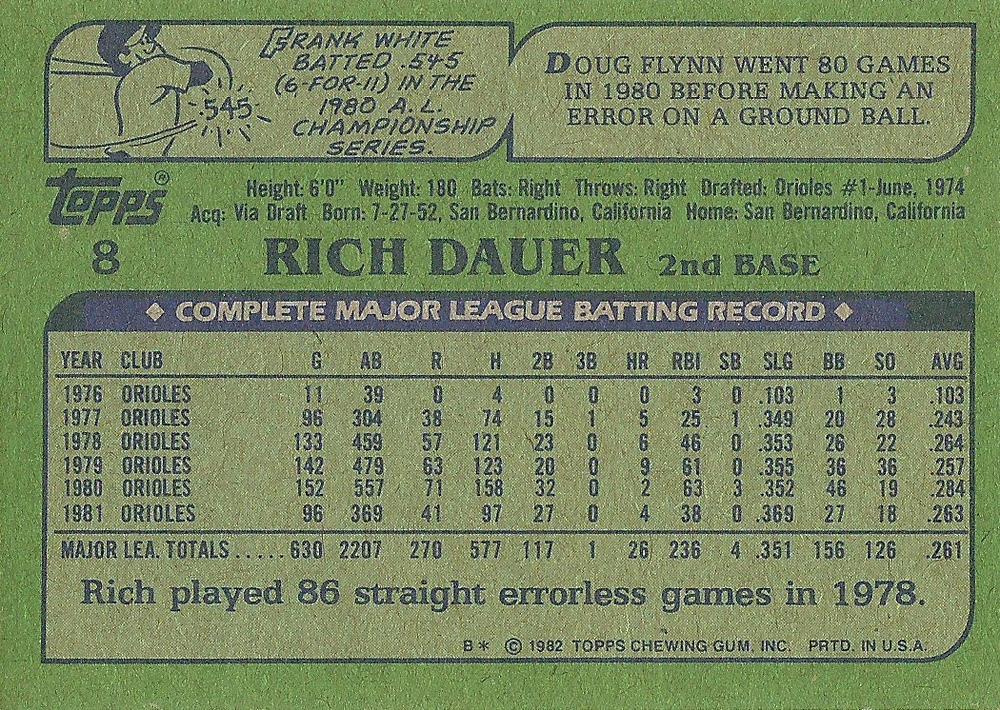 FRANK WHITE
BATTED .545
(6-FOR-11) IN THE
1980 A.L.
CHAMPIONSHIP
SERIES.
.545
DOUG FLYNN WENT 80 GAMES
IN 1980 BEFORE MAKING AN
ERROR ON A GROUND BALL.
TOPPS®
Height: 6'0" Weight: 180 Bats: Right Throws: Right Drafted: Orioles #1-June, 1974
Acq: Via Draft Born: 7-27-52, San Bernardino, California Home: San Bernardino, California
8 RICH DAUER 2nd BASE
◆ COMPLETE MAJOR LEAGUE BATTING RECORD ◆
YEAR CLUB G AB R H 2B 3B HR RBI SB SLG BB SO AVG
1976 ORIOLES 11 39 0 4 0 0 0 3 0 .103 1 3 .103
1977 ORIOLES 96 304 38 74 15 1 5 25 1 .349 20 28 .243
1978 ORIOLES 133 459 57 121 23 0 6 46 0 .353 26 22 .264
1979 ORIOLES 142 479 63 123 20 0 9 61 0 .355 36 36 .257
1980 ORIOLES 152 557 71 158 32 0 2 63 3 .352 46 19 .284
1981 ORIOLES 96 369 41 97 27 0 4 38 0 .369 27 18 .263
MAJOR LEA. TOTALS ..... 630 2207 270 577 117 1 26 236 4 .351 156 126 .261
Rich played 86 straight errorless games in 1978.
B* © 1982 TOPPS CHEWING GUM, INC. PRTD. IN U.S.A.